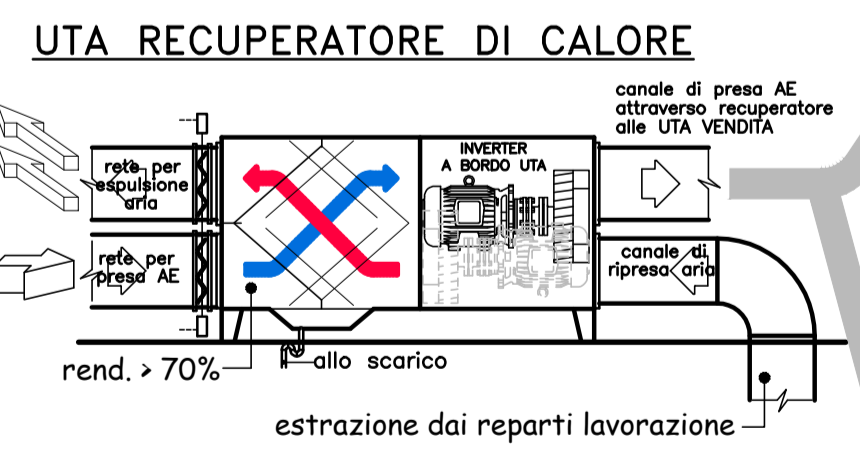 UTA RECUPERATORE DI CALORE
canale di presa AE
attraverso recuperatore
alle UTA VENDITA
INVERTER
A BORDO UTA
rete per
espulsione
aria
rete per
presa AE
canale di
ripresa aria
rend. > 70%
allo scarico
estrazione dai reparti lavorazione